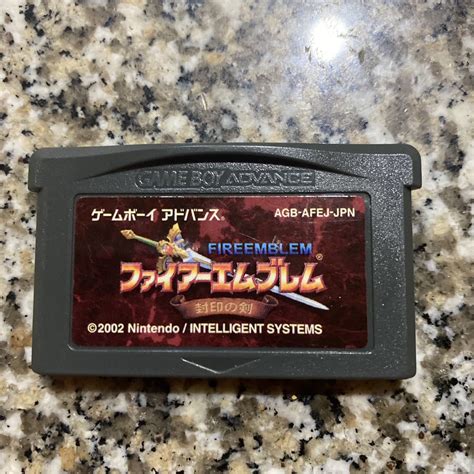 GAME BOY ADVANCE
ゲームボーイ アドバンス® AGB-AFEJ-JPN
FIREEMBLEM
ファイアーエムブレム®
封印の剣
©2002 Nintendo / INTELLIGENT SYSTEMS